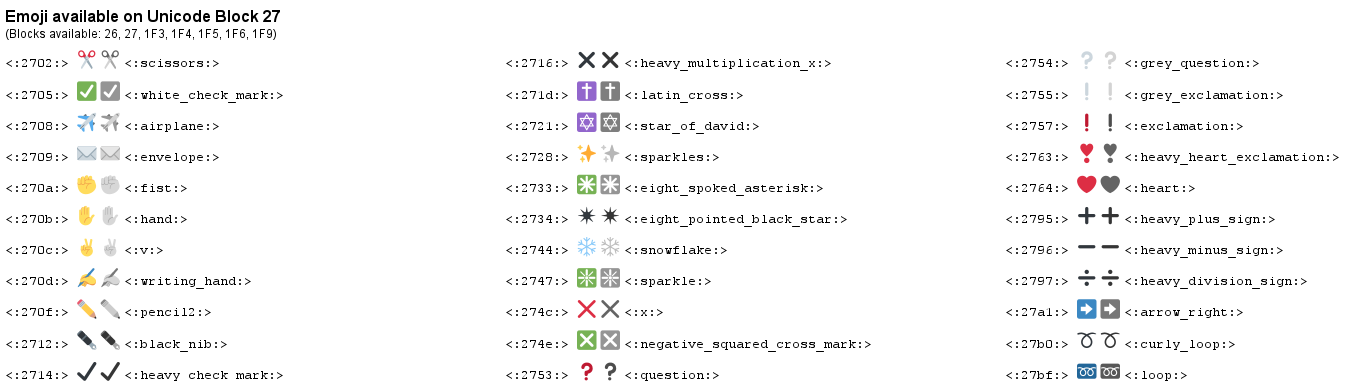 Emoji available on Unicode Block 27
(Blocks available: 26, 27, 1F3, 1F4, 1F5, 1F6, 1F9)
<:2702:> <:scissors:>
<:2705:> <:white_check_mark:>
<:2708:> <:airplane:>
<:2709:> <:envelope:>
<:270a:> <:fist:>
<:270b:> <:hand:>
<:270c:> <:v:>
<:270d:> <:writing_hand:>
<:270f:> <:pencil2:>
<:2712:> <:black_nib:>
<:2714:> <:heavy_check_mark:>
<:2716:> <:heavy_multiplication_x:>
<:271d:> <:latin_cross:>
<:2721:> <:star_of_david:>
<:2728:> <:sparkles:>
<:2733:> <:eight_spoked_asterisk:>
<:2734:> <:eight_pointed_black_star:>
<:2744:> <:snowflake:>
<:2747:> <:sparkle:>
<:274c:> <:x:>
<:274e:> <:negative_squared_cross_mark:>
<:2753:> <:question:>
<:2754:> <:grey_question:>
<:2755:> <:grey_exclamation:>
<:2757:> <:exclamation:>
<:2763:> <:heavy_heart_exclamation:>
<:2764:> <:heart:>
<:2795:> <:heavy_plus_sign:>
<:2796:> <:heavy_minus_sign:>
<:2797:> <:heavy_division_sign:>
<:27a1:> <:arrow_right:>
<:27b0:> <:curly_loop:>
<:27bf:> <:loop:>